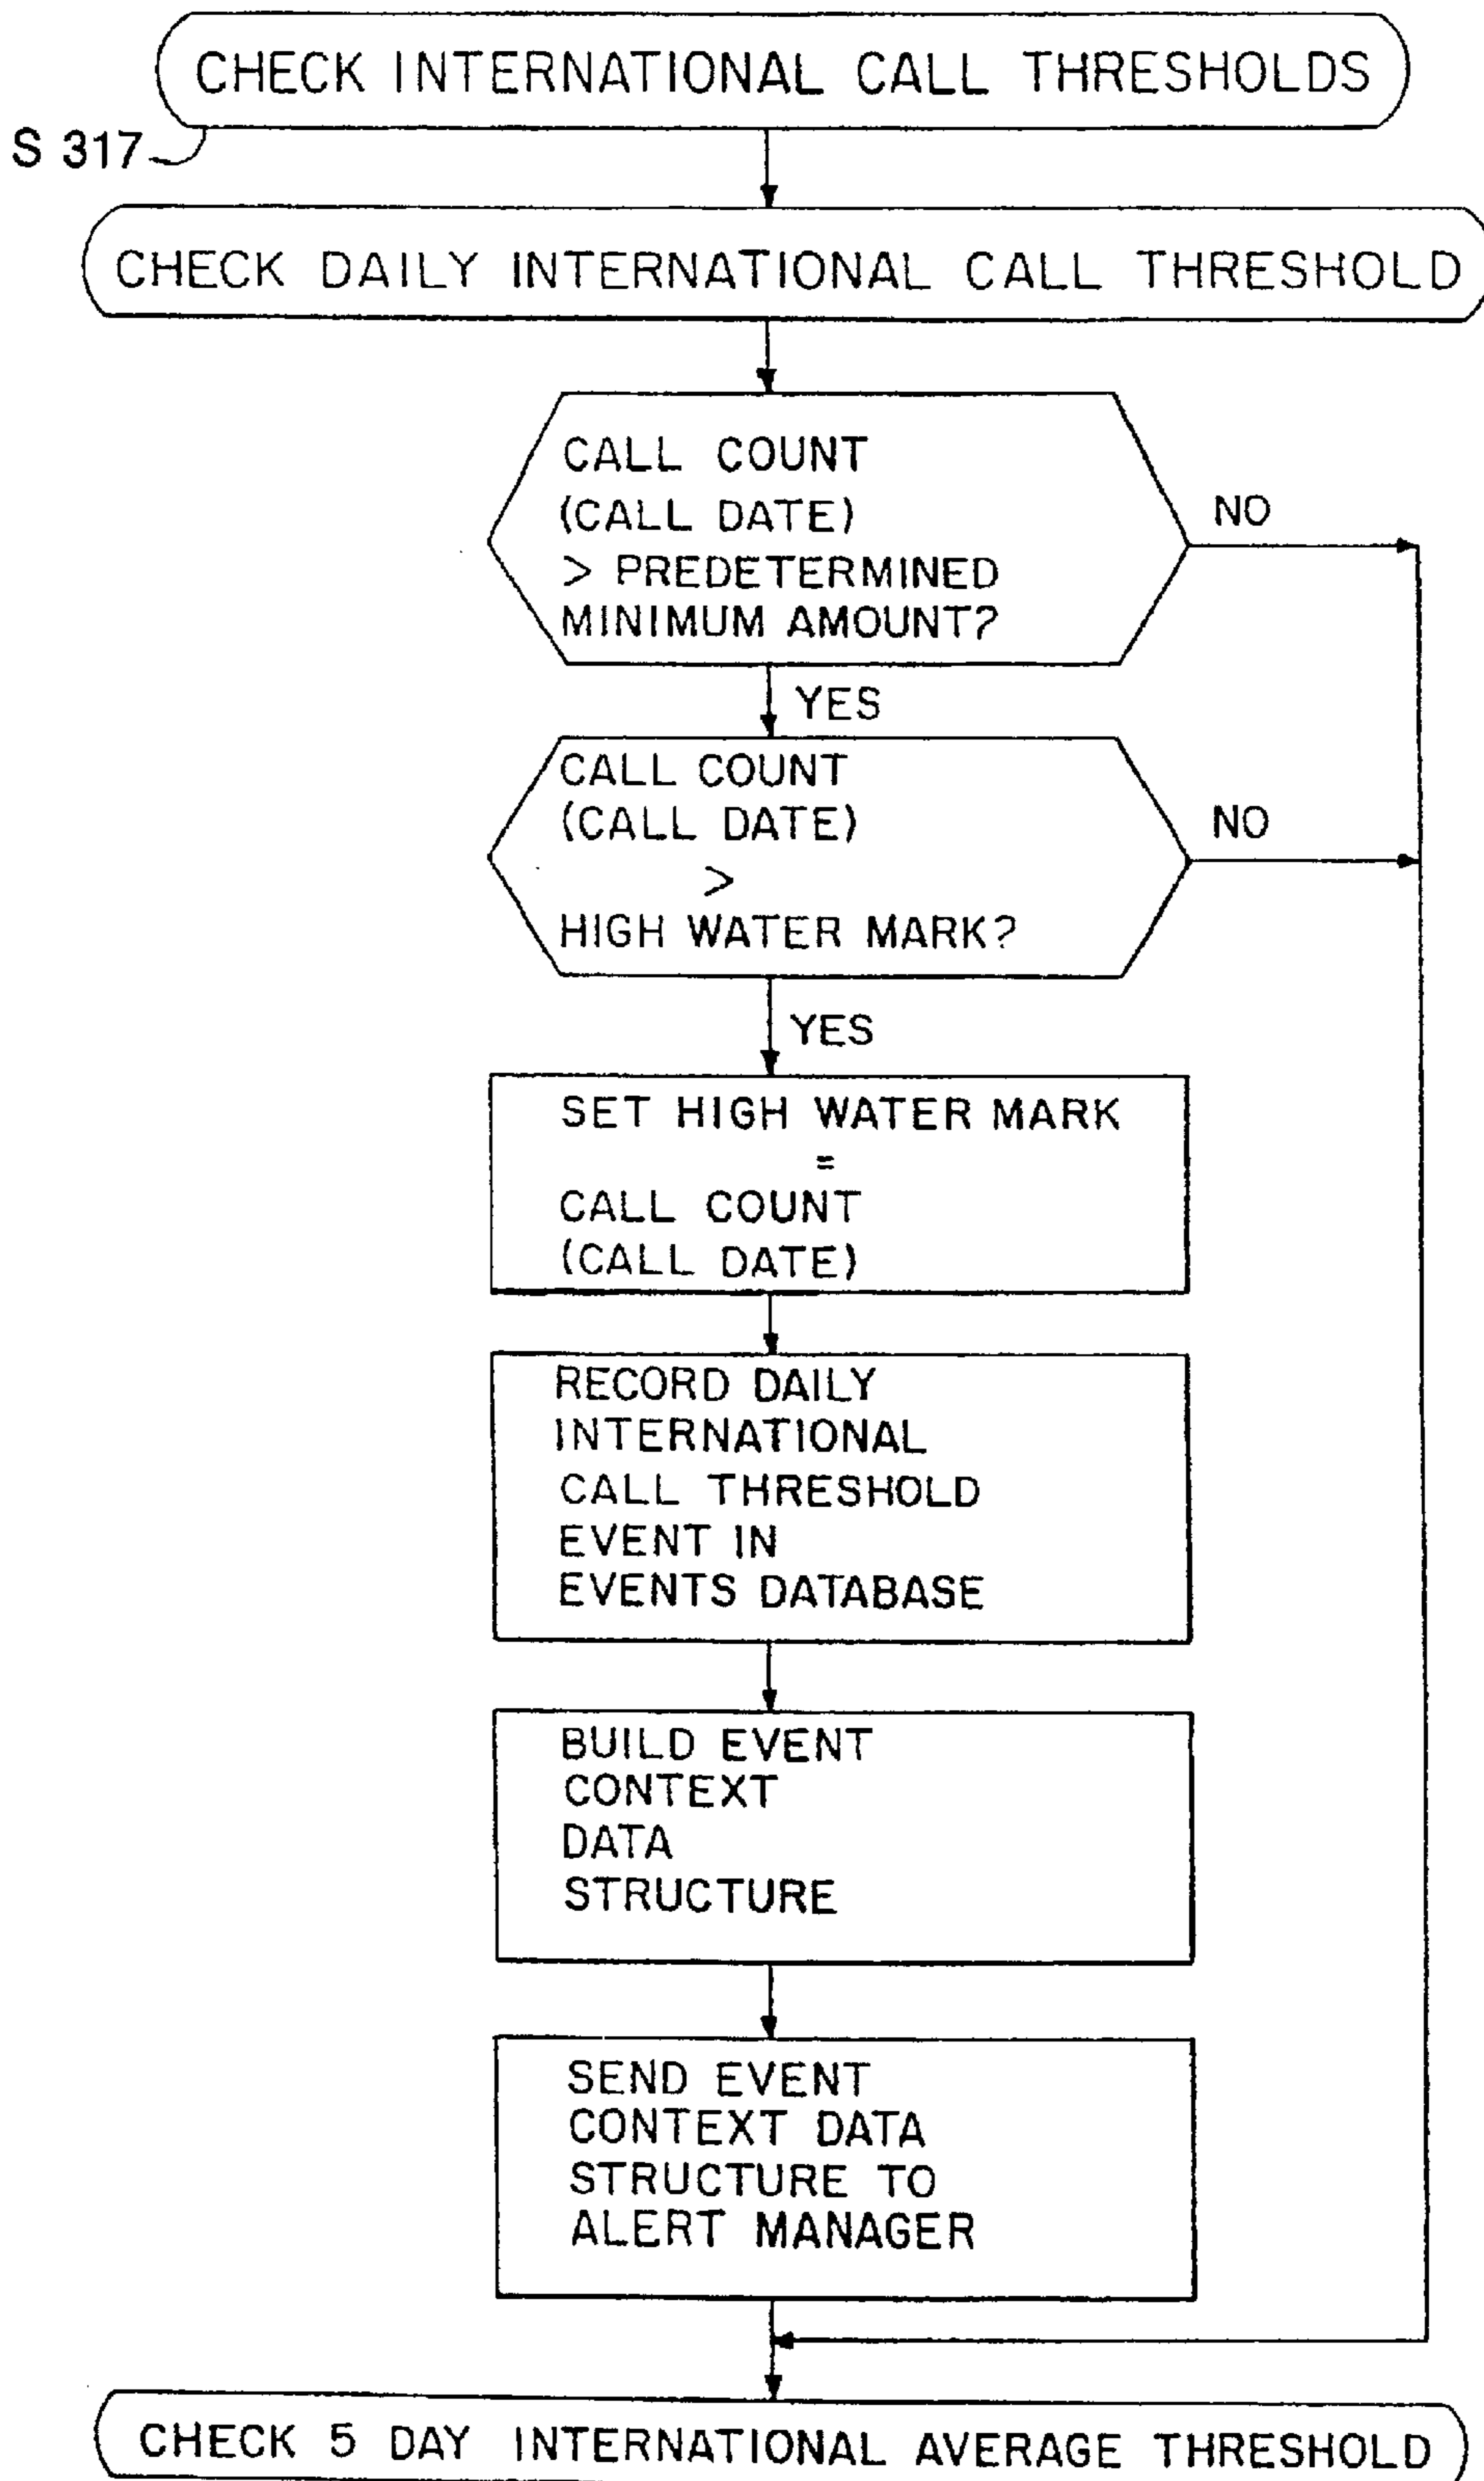 CHECK INTERNATIONAL CALL THRESHOLDS
S 317
CHECK DAILY INTERNATIONAL CALL THRESHOLD
CALL COUNT
(CALL DATE)
> PREDETERMINED
MINIMUM AMOUNT?
NO
YES
CALL COUNT
(CALL DATE)
>
HIGH WATER MARK?
NO
YES
SET HIGH WATER MARK
=
CALL COUNT
(CALL DATE)
RECORD DAILY
INTERNATIONAL
CALL THRESHOLD
EVENT IN
EVENTS DATABASE
BUILD EVENT
CONTEXT
DATA
STRUCTURE
SEND EVENT
CONTEXT DATA
STRUCTURE TO
ALERT MANAGER
CHECK 5 DAY INTERNATIONAL AVERAGE THRESHOLD